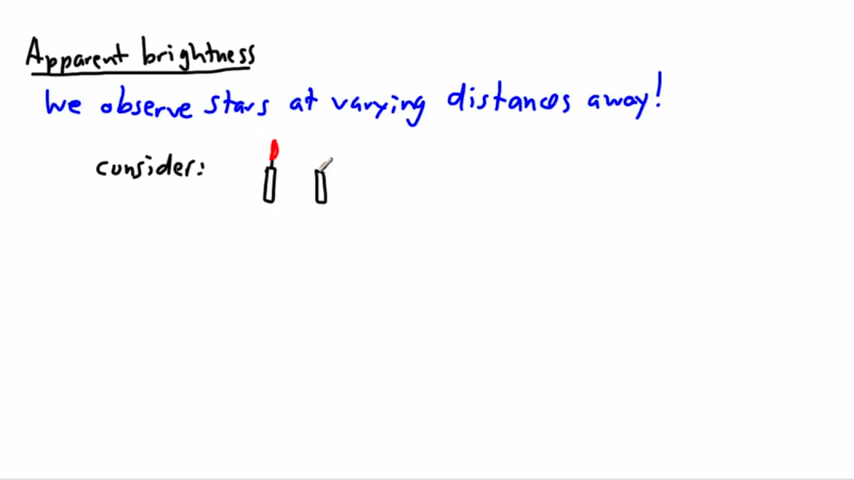 Apparent brightness
We observe stars at varying distances away!
consider: